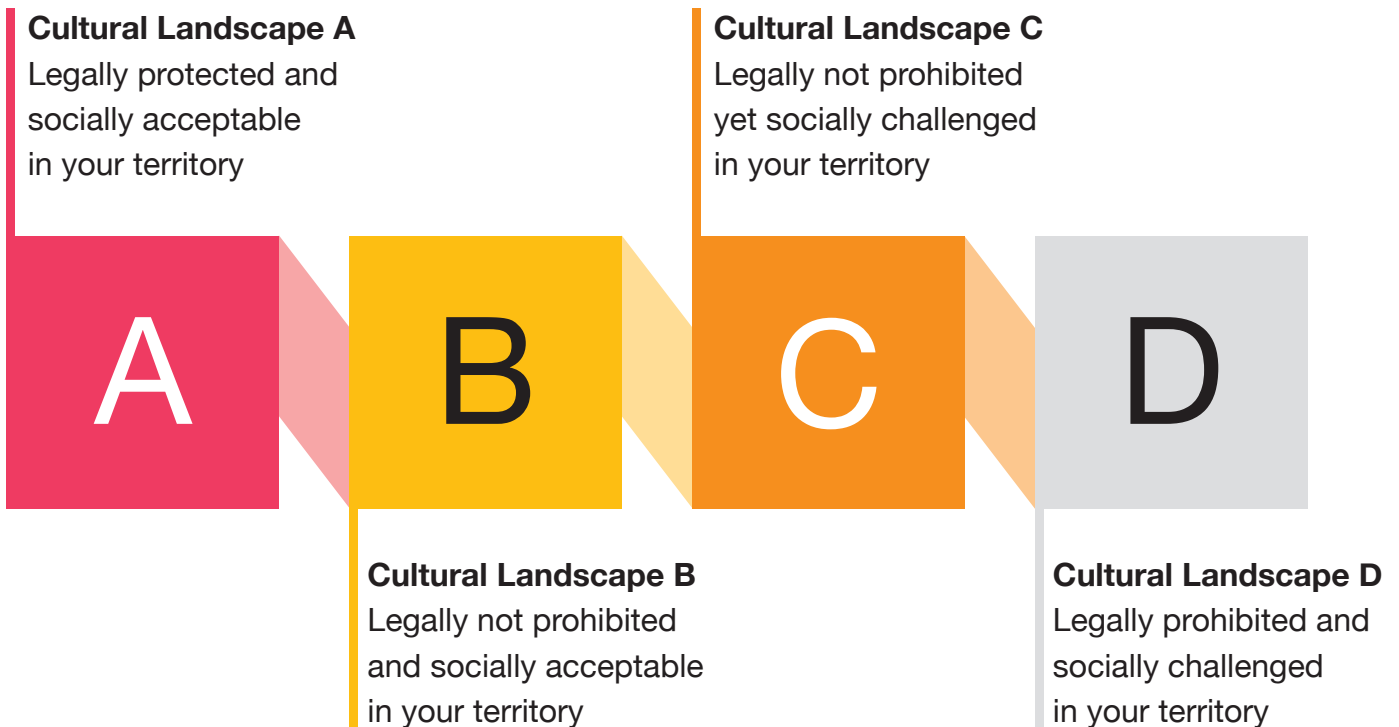 Cultural Landscape A
Legally protected and
socially acceptable
in your territory
Cultural Landscape C
Legally not prohibited
yet socially challenged
in your territory
A
B
C
D
Cultural Landscape B
Legally not prohibited
and socially acceptable
in your territory
Cultural Landscape D
Legally prohibited and
socially challenged
in your territory